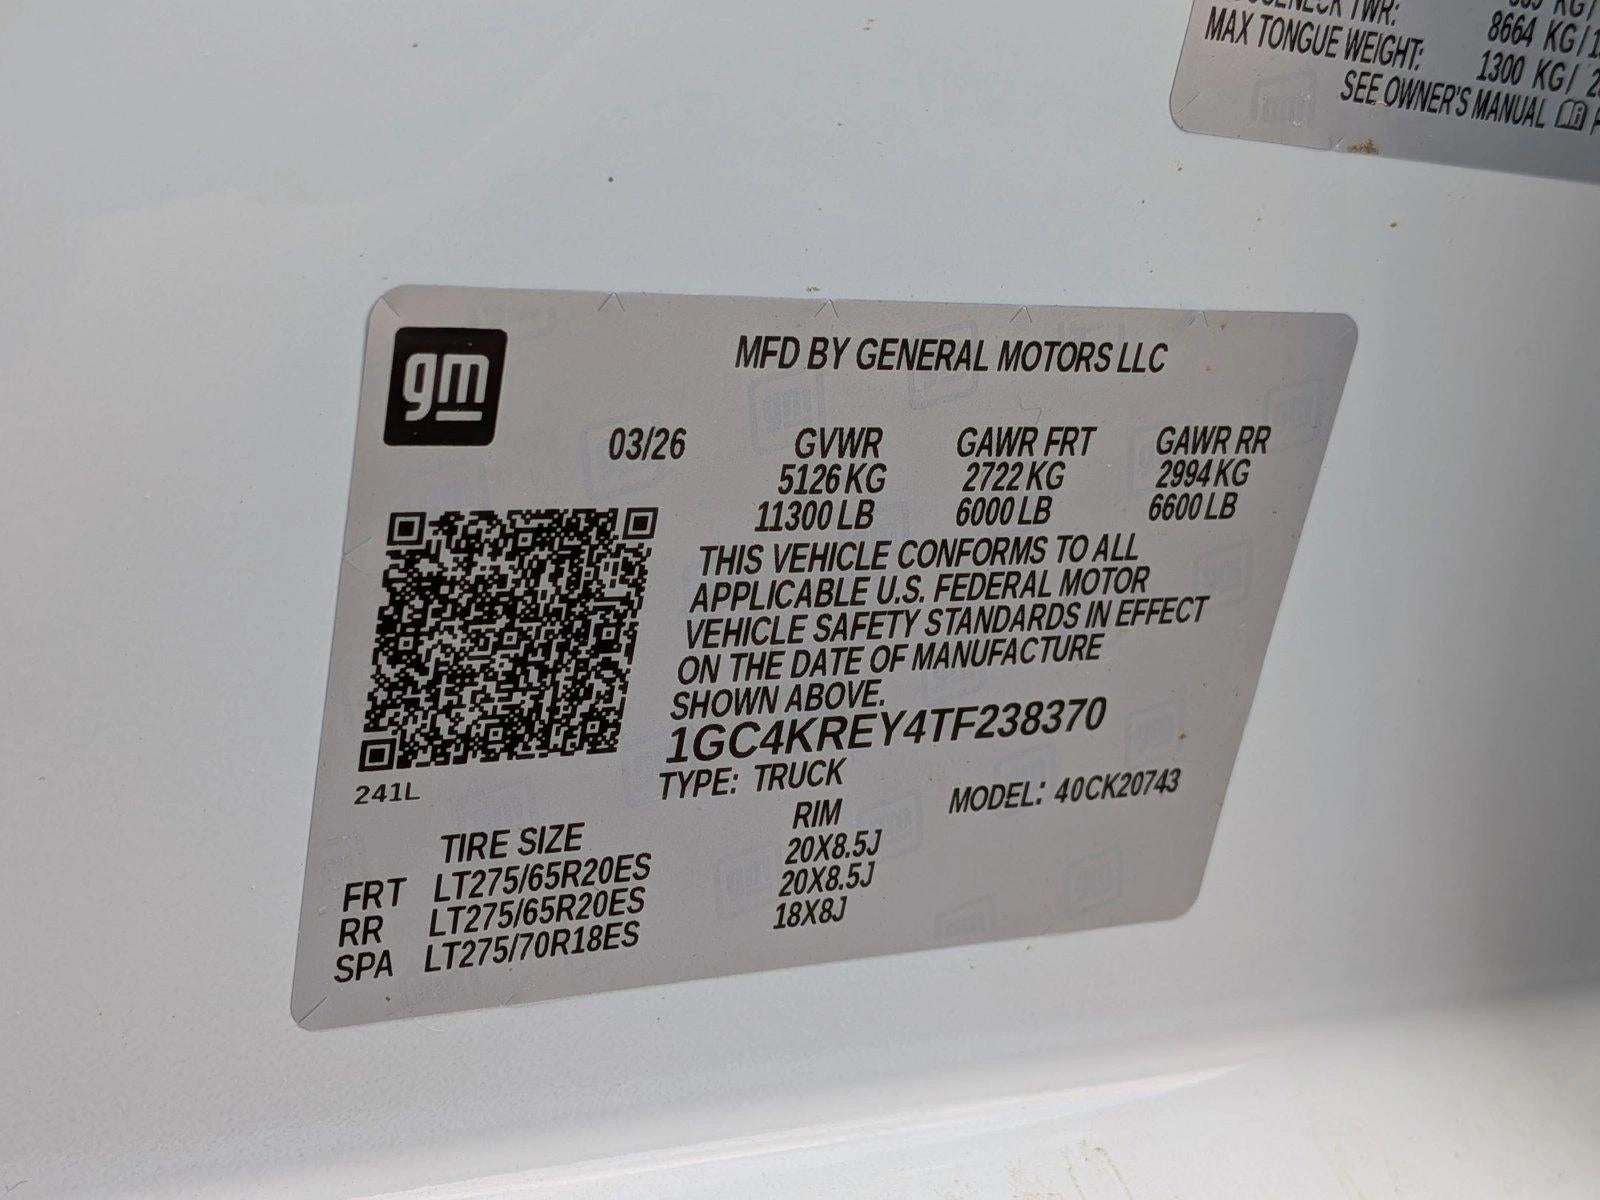 TWR:
KG/
8664 KG/
MAX TONGUE WEIGHT:
1300 KG/
SEE OWNER'S MANUAL
gm
MFD BY GENERAL MOTORS LLC
03/26 GVWR GAWR FRT GAWR RR
5126 KG 2722 KG 2994 KG
11300 LB 6000 LB 6600 LB
THIS VEHICLE CONFORMS TO ALL
APPLICABLE U.S. FEDERAL MOTOR
VEHICLE SAFETY STANDARDS IN EFFECT
ON THE DATE OF MANUFACTURE
SHOWN ABOVE.
1GC4KREY4TF238370
241L
TYPE: TRUCK MODEL: 40CK20743
TIRE SIZE RIM
FRT LT275/65R20ES 20X8.5J
RR LT275/65R20ES 20X8.5J
SPA LT275/70R18ES 18X8J